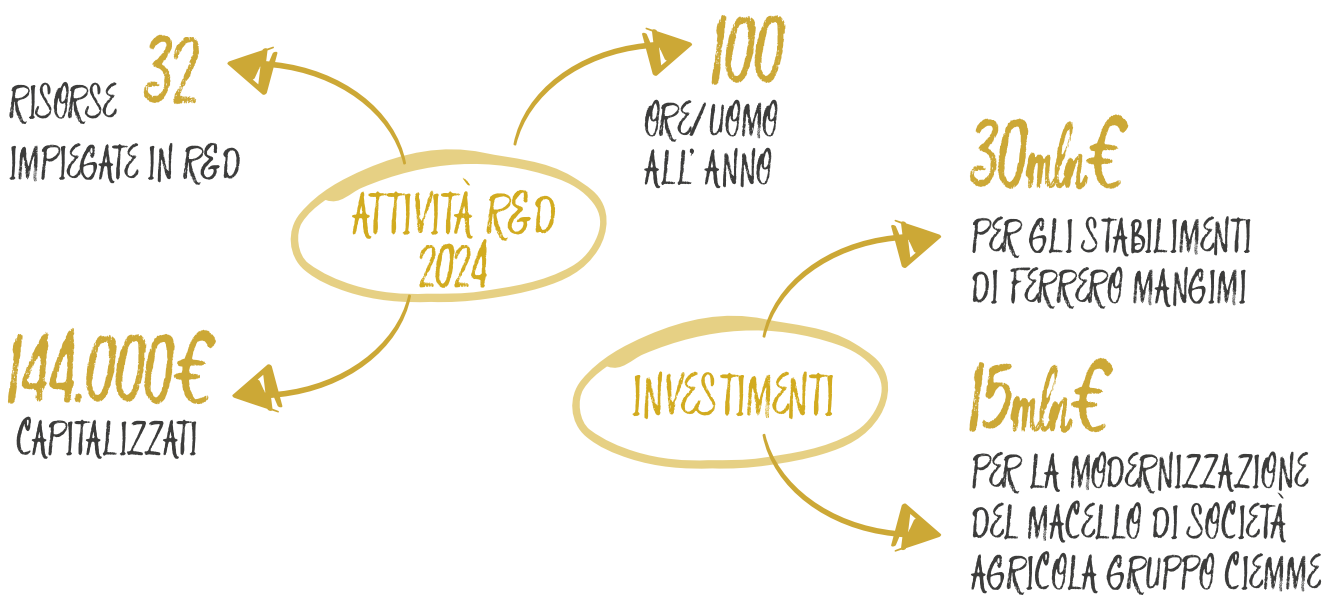 32
RISORSE
IMPIEGATE IN R&D
100
ORE/UOMO
ALL' ANNO
ATTIVITÀ R&D
2024
144.000€
CAPITALIZZATI
INVESTIMENTI
30mln€
PER GLI STABILIMENTI
DI FERRERO MANGIMI
15mln€
PER LA MODERNIZZAZIONE
DEL MACELLO DI SOCIETÀ
AGRICOLA GRUPPO CIEMME